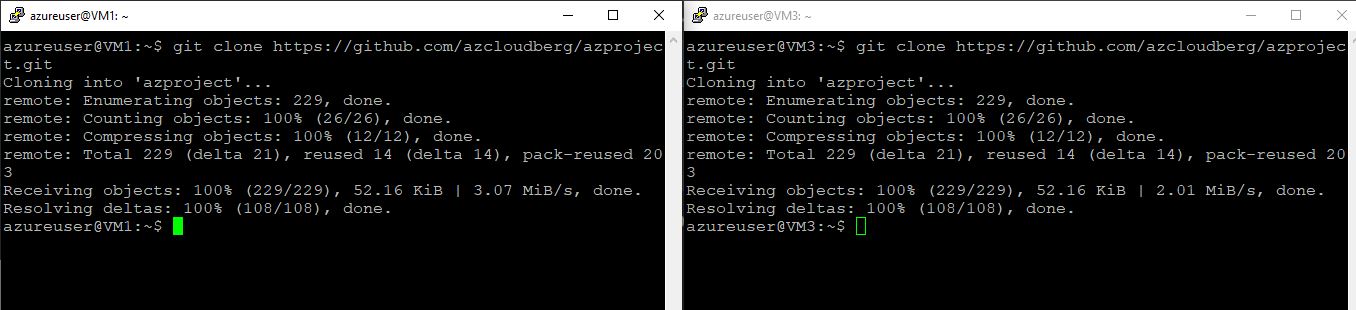 azureuser@VM1: ~
azureuser@VM1:~$ git clone https://github.com/azcloudberg/azprojec
t.git
Cloning into 'azproject'...
remote: Enumerating objects: 229, done.
remote: Counting objects: 100% (26/26), done.
remote: Compressing objects: 100% (12/12), done.
remote: Total 229 (delta 21), reused 14 (delta 14), pack-reused 20
3
Receiving objects: 100% (229/229), 52.16 KiB | 3.07 MiB/s, done.
Resolving deltas: 100% (108/108), done.
azureuser@VM1:~$
azureuser@VM3: ~
azureuser@VM3:~$ git clone https://github.com/azcloudberg/azprojec
t.git
Cloning into 'azproject'...
remote: Enumerating objects: 229, done.
remote: Counting objects: 100% (26/26), done.
remote: Compressing objects: 100% (12/12), done.
remote: Total 229 (delta 21), reused 14 (delta 14), pack-reused 20
3
Receiving objects: 100% (229/229), 52.16 KiB | 2.01 MiB/s, done.
Resolving deltas: 100% (108/108), done.
azureuser@VM3:~$